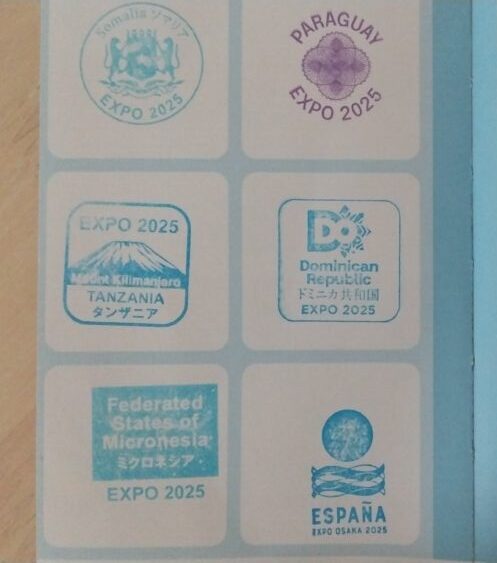 Somalia ソマリア
EXPO 2025
PARAGUAY
EXPO 2025
EXPO 2025
Mount Kilimanjaro
TANZANIA
タンザニア
DO
Dominican
Republic
ドミニカ共和国
EXPO 2025
Federated
States of
Micronesia
ミクロネシア
EXPO 2025
ESPAÑA
EXPO OSAKA 2025